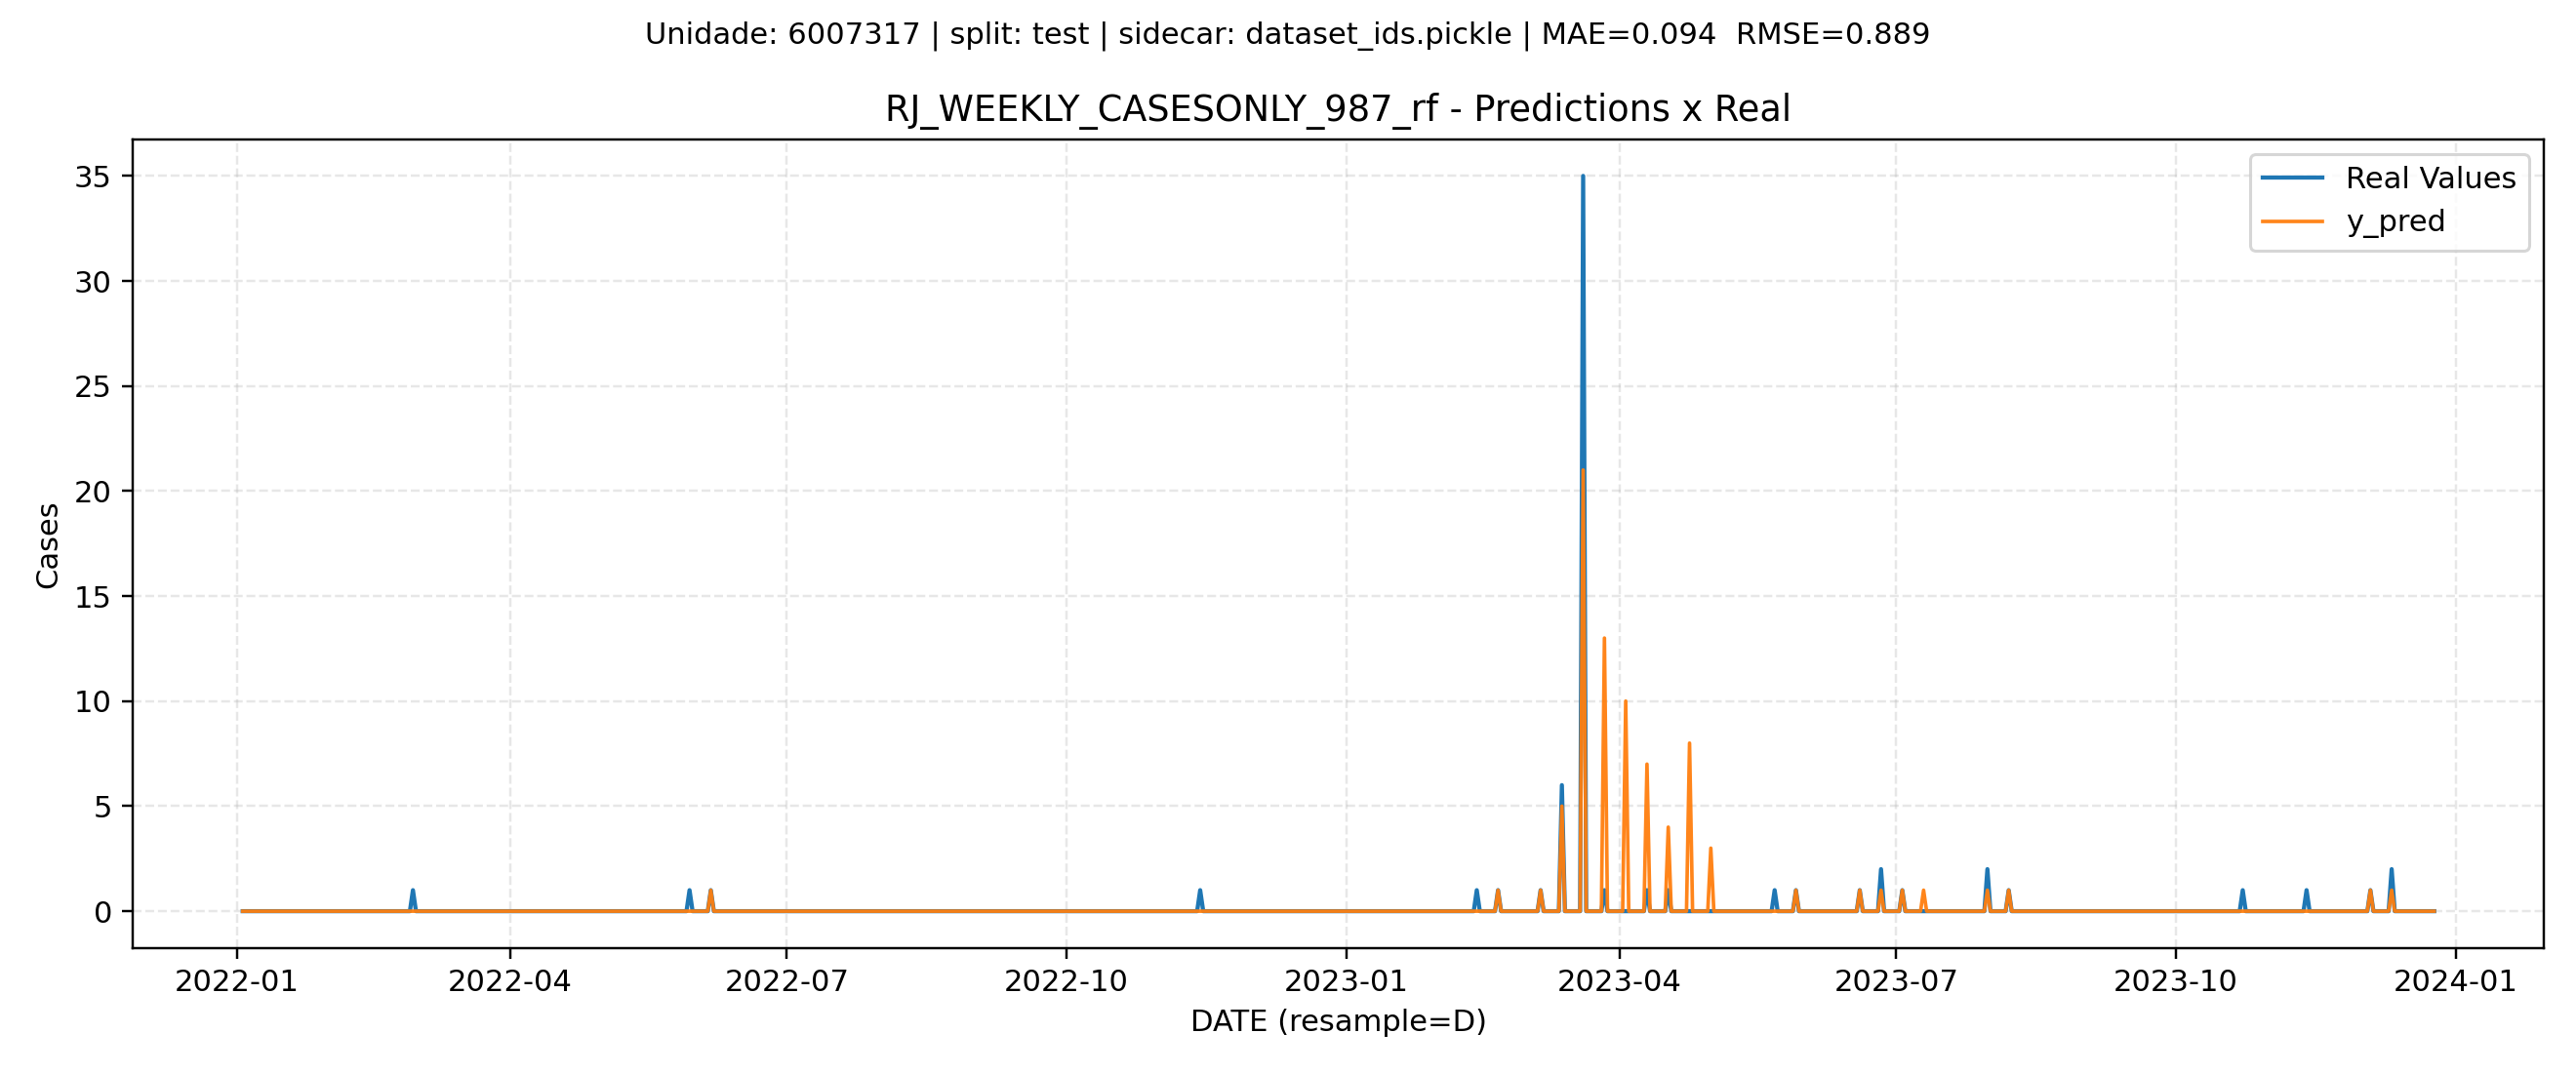 Unidade: 6007317 | split: test | sidecar: dataset_ids.pickle | MAE=0.094  RMSE=0.889
RJ_WEEKLY_CASESONLY_987_rf - Predictions x Real
Real Values
y_pred
Cases
35
30
25
20
15
10
5
0
2022-01
2022-04
2022-07
2022-10
2023-01
2023-04
2023-07
2023-10
2024-01
DATE (resample=D)